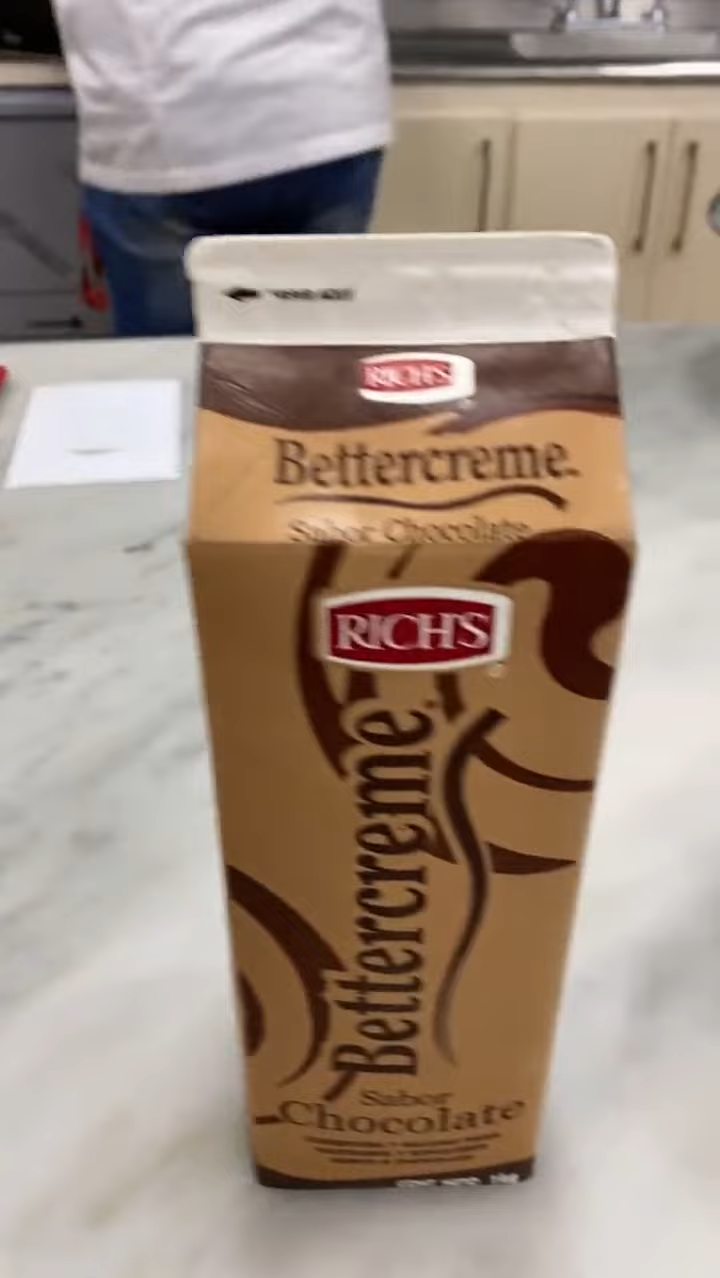 RICH'S
Bettercreme.
Sabor Chocolate
RICH'S
Bettercreme.
Sabor
Chocolate